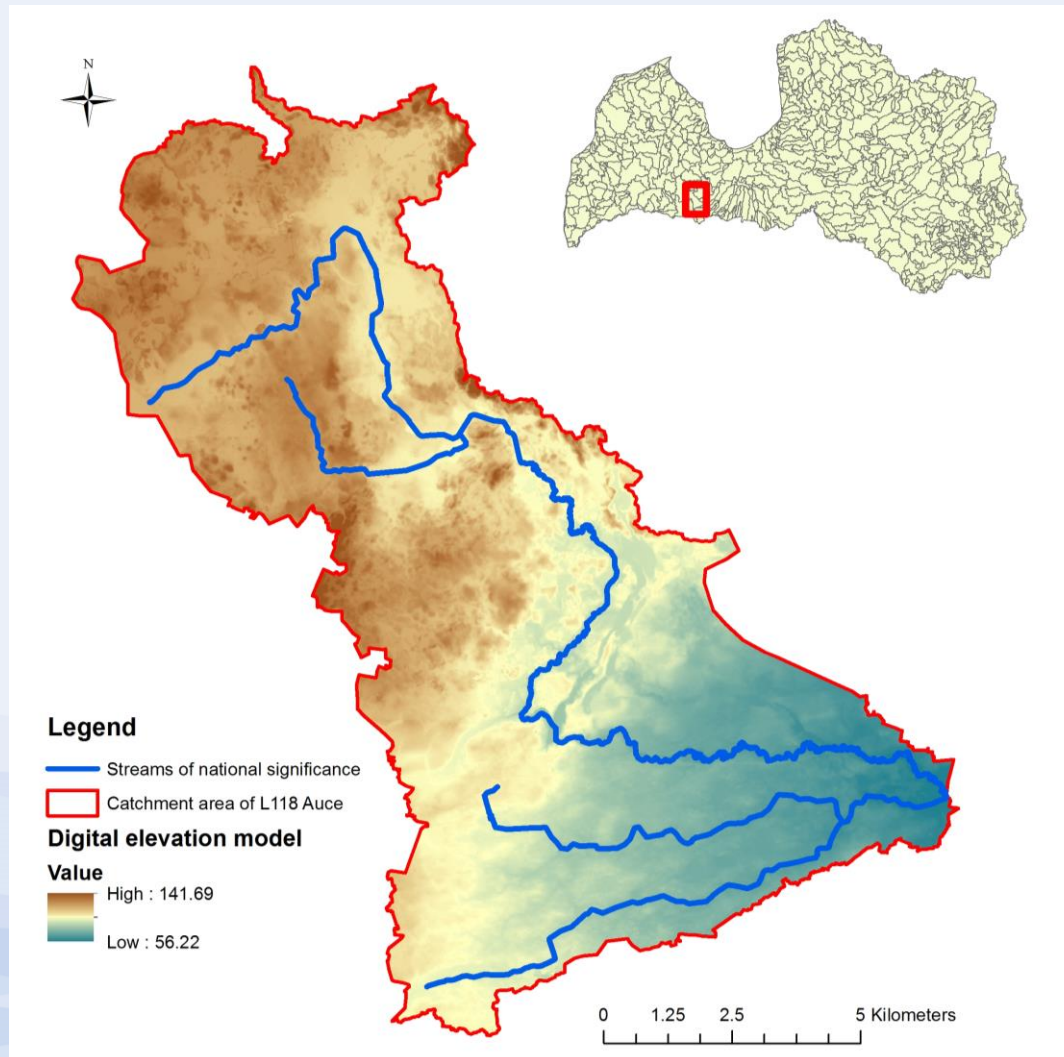 N
Legend
Streams of national significance
Catchment area of L118 Auce
Digital elevation model
Value
High : 141.69
Low : 56.22
0 1.25 2.5 5 Kilometers